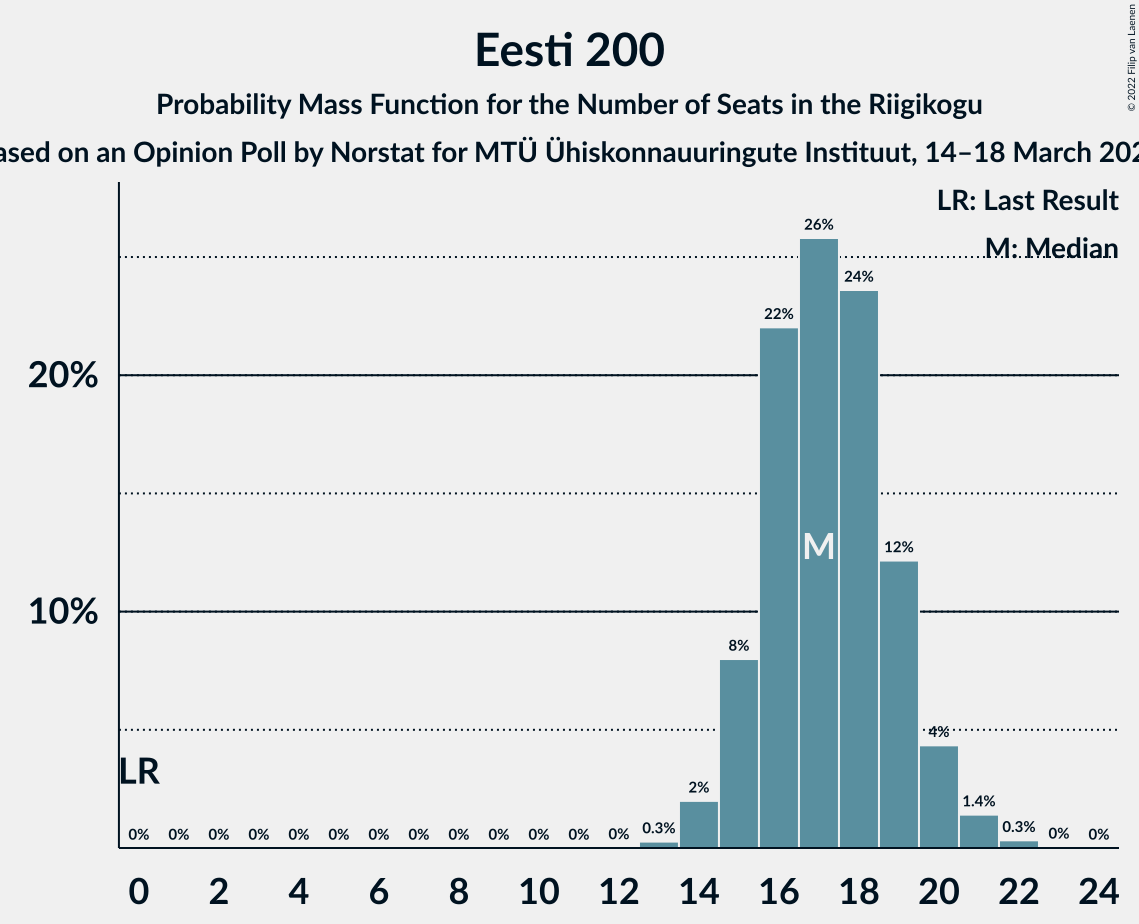 Eesti 200
Probability Mass Function for the Number of Seats in the Riigikogu
ased on an Opinion Poll by Norstat for MTÜ Ühiskonnauuringute Instituut, 14–18 March 202
© 2022 Filip van Laenen
LR: Last Result
M: Median
26%
24%
22%
20%
M
12%
10%
8%
4%
LR
2%
1.4%
0% 0% 0% 0% 0% 0% 0% 0% 0% 0% 0% 0% 0% 0.3% 0.3% 0% 0%
0 2 4 6 8 10 12 14 16 18 20 22 24